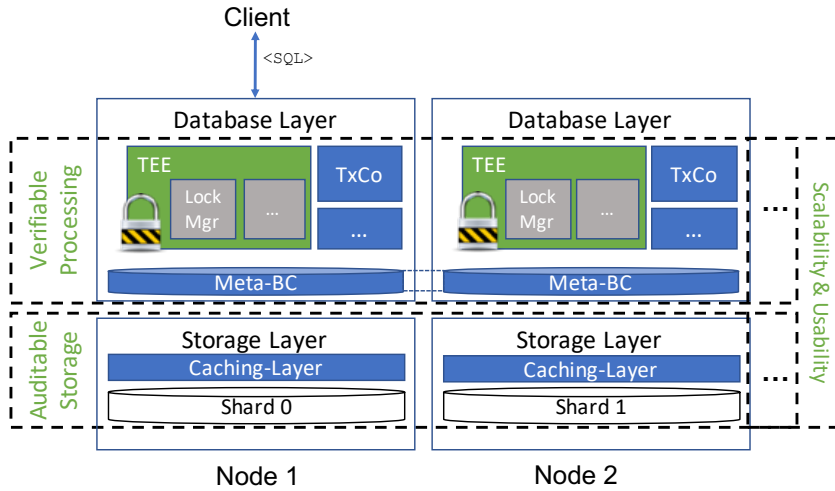 Client
<SQL>
Database Layer
Database Layer
TEE
TxCo
Lock
Mgr
...
...
TEE
TxCo
Lock
Mgr
...
...
...
Meta-BC
Meta-BC
Verifiable
Processing
Storage Layer
Storage Layer
Caching-Layer
Caching-Layer
...
Shard 0
Shard 1
Auditable
Storage
Scalability & Usability
Node 1
Node 2